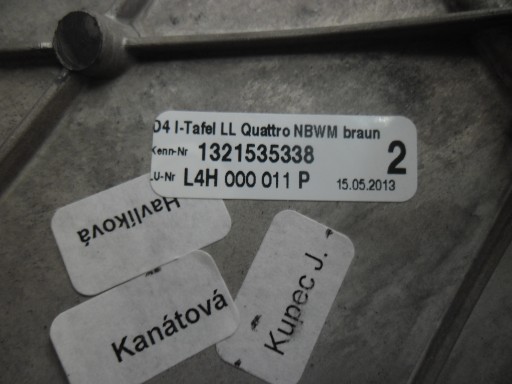 D4 I-Tafel LL Quattro NBWM braun
Kenn-Nr 1321535338 2
LU-Nr L4H 000 011 P 15.05.2013
Havlíková
Kanátová
Kupec J.